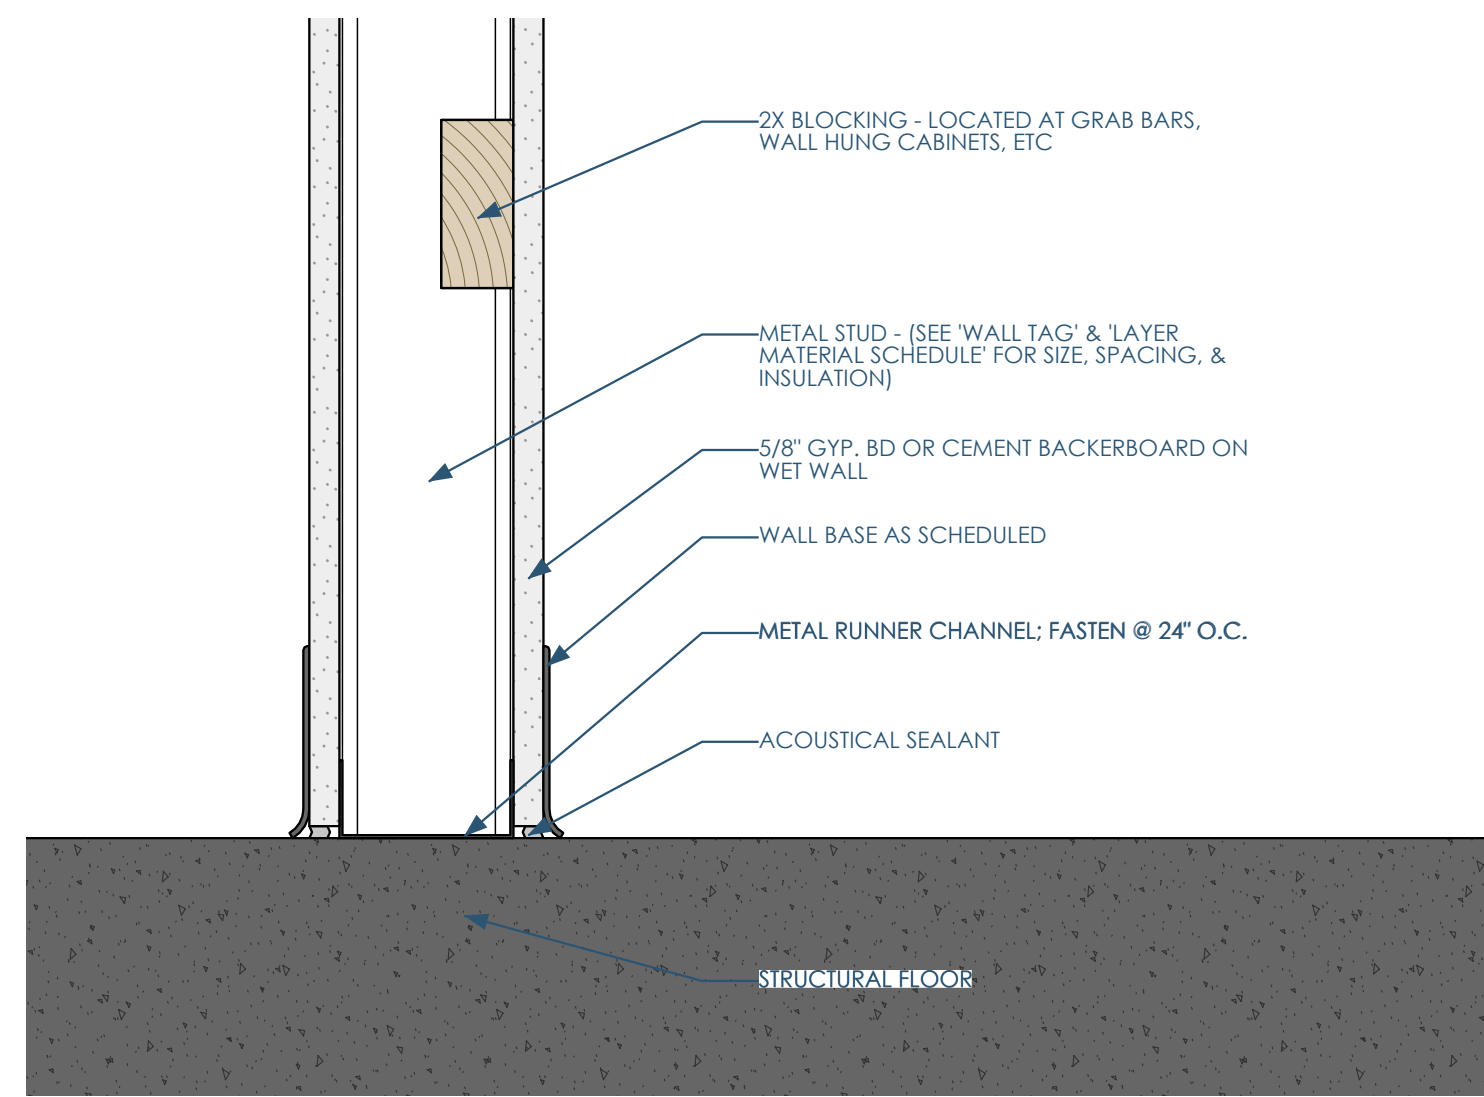 2X BLOCKING - LOCATED AT GRAB BARS,
WALL HUNG CABINETS, ETC
METAL STUD - (SEE 'WALL TAG' & 'LAYER
MATERIAL SCHEDULE' FOR SIZE, SPACING, &
INSULATION)
5/8" GYP. BD OR CEMENT BACKERBOARD ON
WET WALL
WALL BASE AS SCHEDULED
METAL RUNNER CHANNEL; FASTEN @ 24" O.C.
ACOUSTICAL SEALANT
STRUCTURAL FLOOR